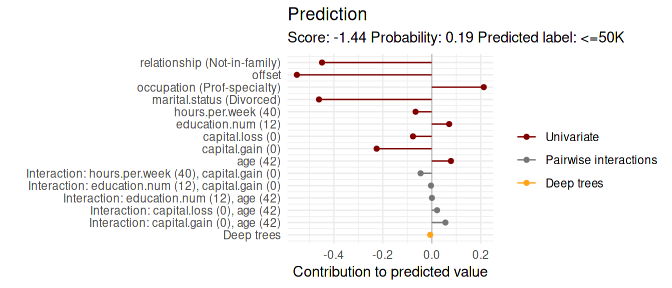 Prediction
Score: -1.44 Probability: 0.19 Predicted label: <=50K
relationship (Not-in-family)
offset
occupation (Prof-specialty)
marital.status (Divorced)
hours.per.week (40)
education.num (12)
capital.loss (0)
capital.gain (0)
age (42)
Interaction: hours.per.week (40), capital.gain (0)
Interaction: education.num (12), capital.gain (0)
Interaction: education.num (12), age (42)
Interaction: capital.loss (0), age (42)
Interaction: capital.gain (0), age (42)
Deep trees
-0.4 -0.2 0.0 0.2
Contribution to predicted value
Univariate
Pairwise interactions
Deep trees